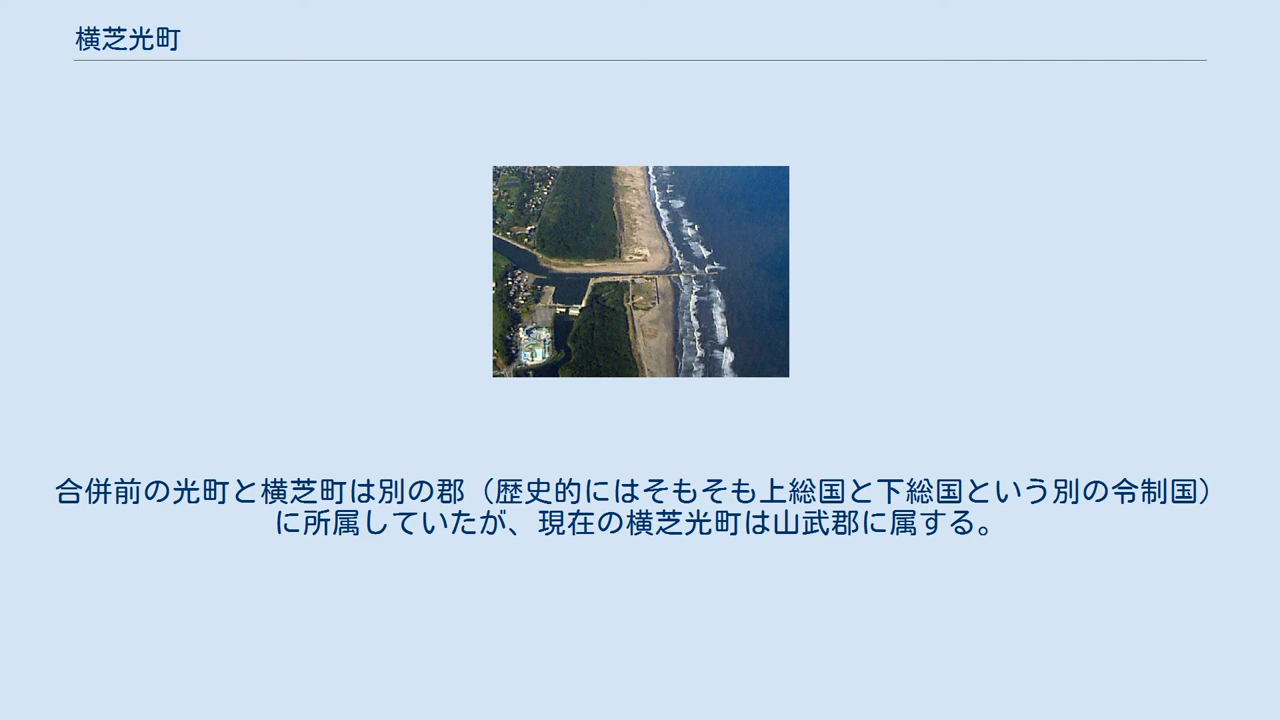 横芝光町
合併前の光町と横芝町は別の郡（歴史的にはそもそも上総国と下総国という別の令制国）
に所属していたが、現在の横芝光町は山武郡に属する。